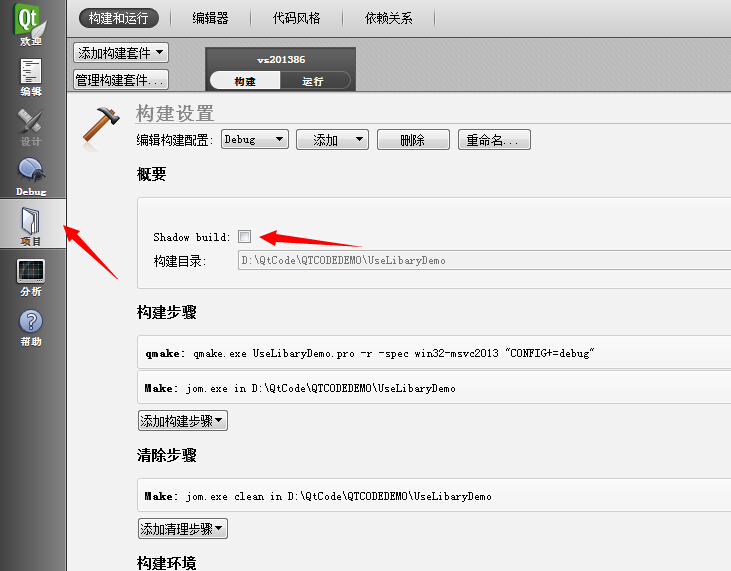 构建和运行 编辑器 代码风格 依赖关系
Qt
欢迎
编辑
设计
Debug
项目
分析
帮助
添加构建套件
管理构建套件...
vs201386
构建 运行
构建设置
编辑构建配置: Debug 添加 删除 重命名...
概要
Shadow build:
构建目录: D:\QtCode\QTCODEDEMO\UseLibaryDemo
构建步骤
qmake: qmake.exe UseLibaryDemo.pro -r -spec win32-msvc2013 "CONFIG+=debug"
Make: jom.exe in D:\QtCode\QTCODEDEMO\UseLibaryDemo
添加构建步骤
清除步骤
Make: jom.exe clean in D:\QtCode\QTCODEDEMO\UseLibaryDemo
添加清理步骤
构建环境